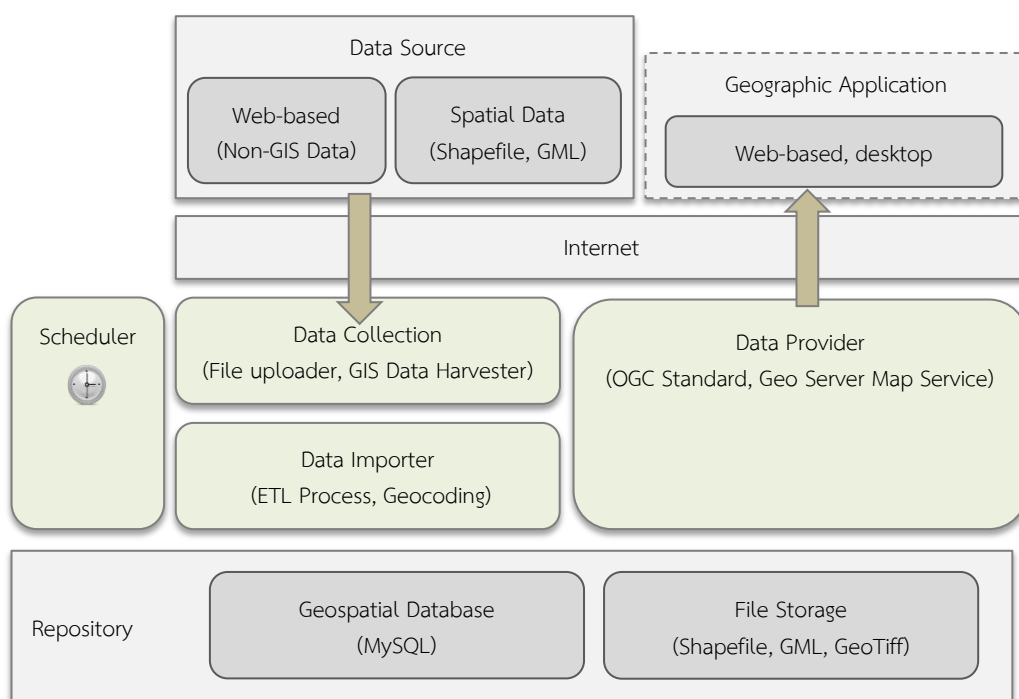 Data Source
Web-based
(Non-GIS Data)
Spatial Data
(Shapefile, GML)
Geographic Application
Web-based, desktop
Internet
Scheduler
Data Collection
(File uploader, GIS Data Harvester)
Data Provider
(OGC Standard, Geo Server Map Service)
Data Importer
(ETL Process, Geocoding)
Repository
Geospatial Database
(MySQL)
File Storage
(Shapefile, GML, GeoTiff)